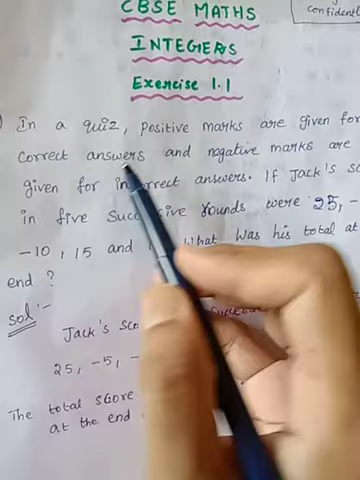 CBSE MATHS
confidently
INTEGERS
Exercise 1.1
In a quiz, positive marks are given for
correct answers and negative marks are
given for incorrect answers. If Jack's
in five successive rounds were 25, -
-10, 15 and What was his total at
end ?
Sol :-
Jack's
25, -5, -
The total score
at the end